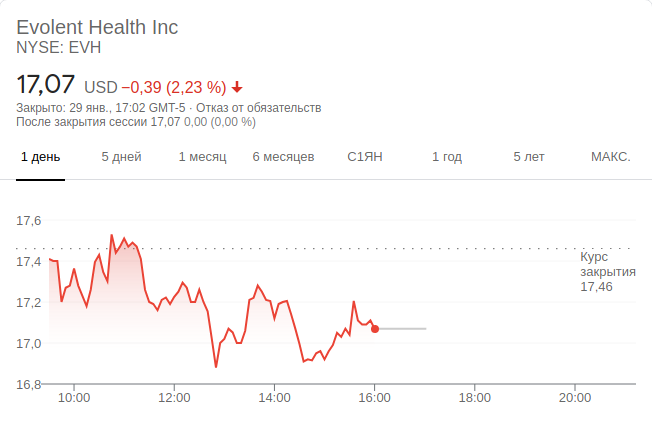 Evolent Health Inc
NYSE: EVH
17,07 USD −0,39 (2,23 %)
Закрыто: 29 янв., 17:02 GMT-5 · Отказ от обязательств
После закрытия сессии 17,07 0,00 (0,00 %)
1 день 5 дней 1 месяц 6 месяцев С1ЯН 1 год 5 лет МАКС.
17,6
17,4
17,2
17,0
16,8
Курс
закрытия
17,46
10:00 12:00 14:00 16:00 18:00 20:00